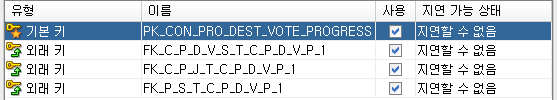 유형 이름 사용 지연 가능 상태
기본 키 PK_CON_PRO_DEST_VOTE_PROGRESS 지연할 수 없음
외래 키 FK_C_P_D_V_S_T_C_P_D_V_P_1 지연할 수 없음
외래 키 FK_C_P_J_T_C_P_D_V_P_1 지연할 수 없음
외래 키 FK_P_S_T_C_P_D_V_P_1 지연할 수 없음